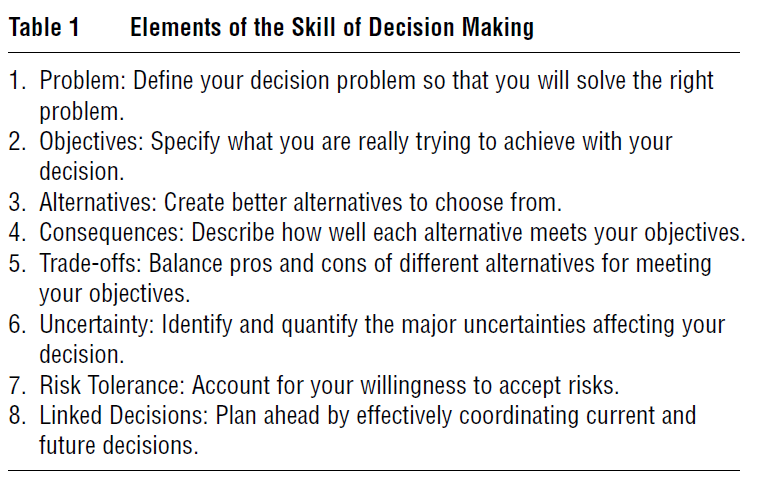 Table 1 Elements of the Skill of Decision Making
1. Problem: Define your decision problem so that you will solve the right
problem.
2. Objectives: Specify what you are really trying to achieve with your
decision.
3. Alternatives: Create better alternatives to choose from.
4. Consequences: Describe how well each alternative meets your objectives.
5. Trade-offs: Balance pros and cons of different alternatives for meeting
your objectives.
6. Uncertainty: Identify and quantify the major uncertainties affecting your
decision.
7. Risk Tolerance: Account for your willingness to accept risks.
8. Linked Decisions: Plan ahead by effectively coordinating current and
future decisions.